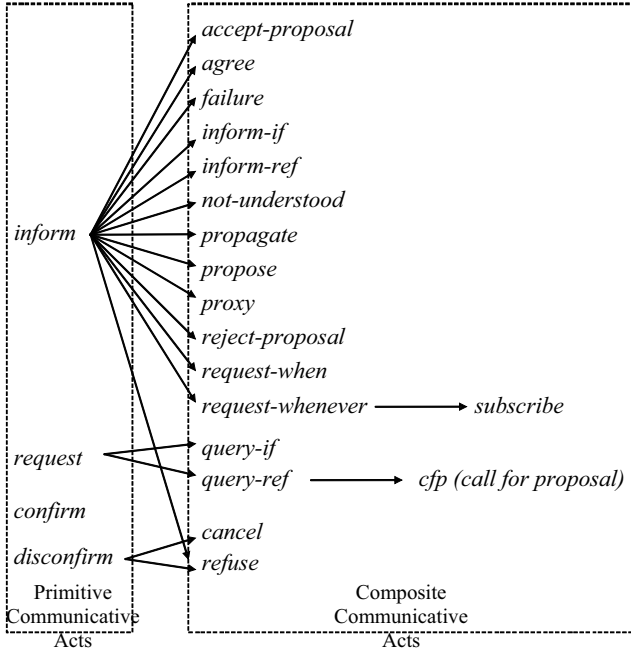 accept-proposal
agree
failure
inform-if
inform-ref
not-understood
inform
propagate
propose
proxy
reject-proposal
request-when
request-whenever subscribe
query-if
request
query-ref cfp (call for proposal)
confirm
cancel
disconfirm
refuse
Primitive
Communicative
Acts
Composite
Communicative
Acts